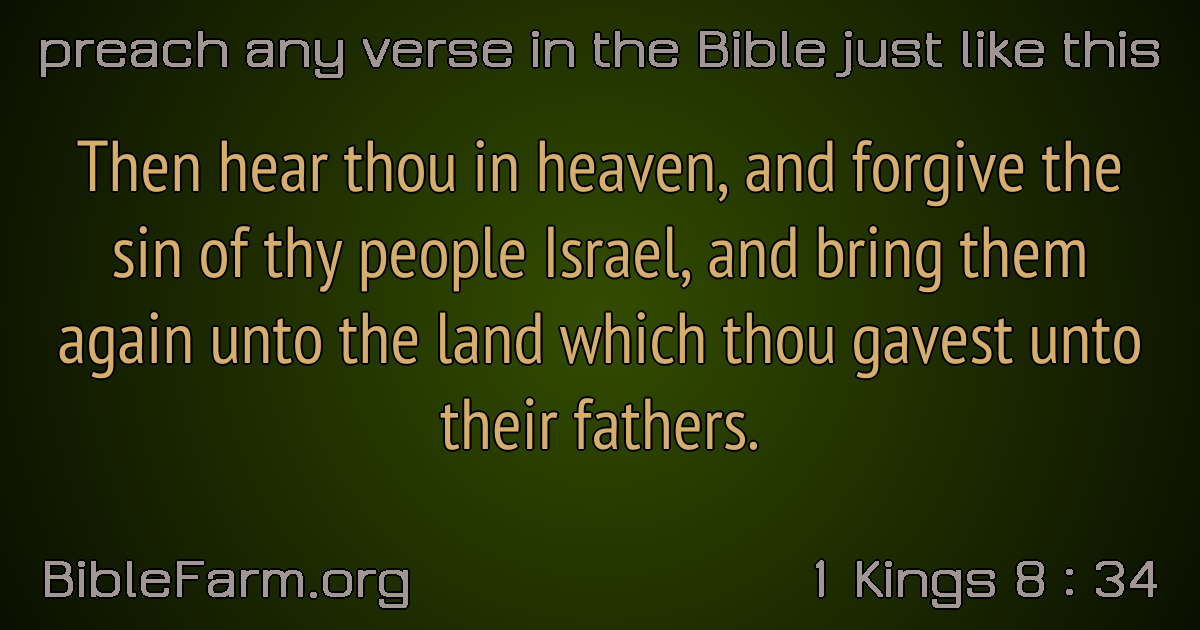 preach any verse in the Bible just like this
Then hear thou in heaven, and forgive the
sin of thy people Israel, and bring them
again unto the land which thou gavest unto
their fathers.
BibleFarm.org
1 Kings 8 : 34